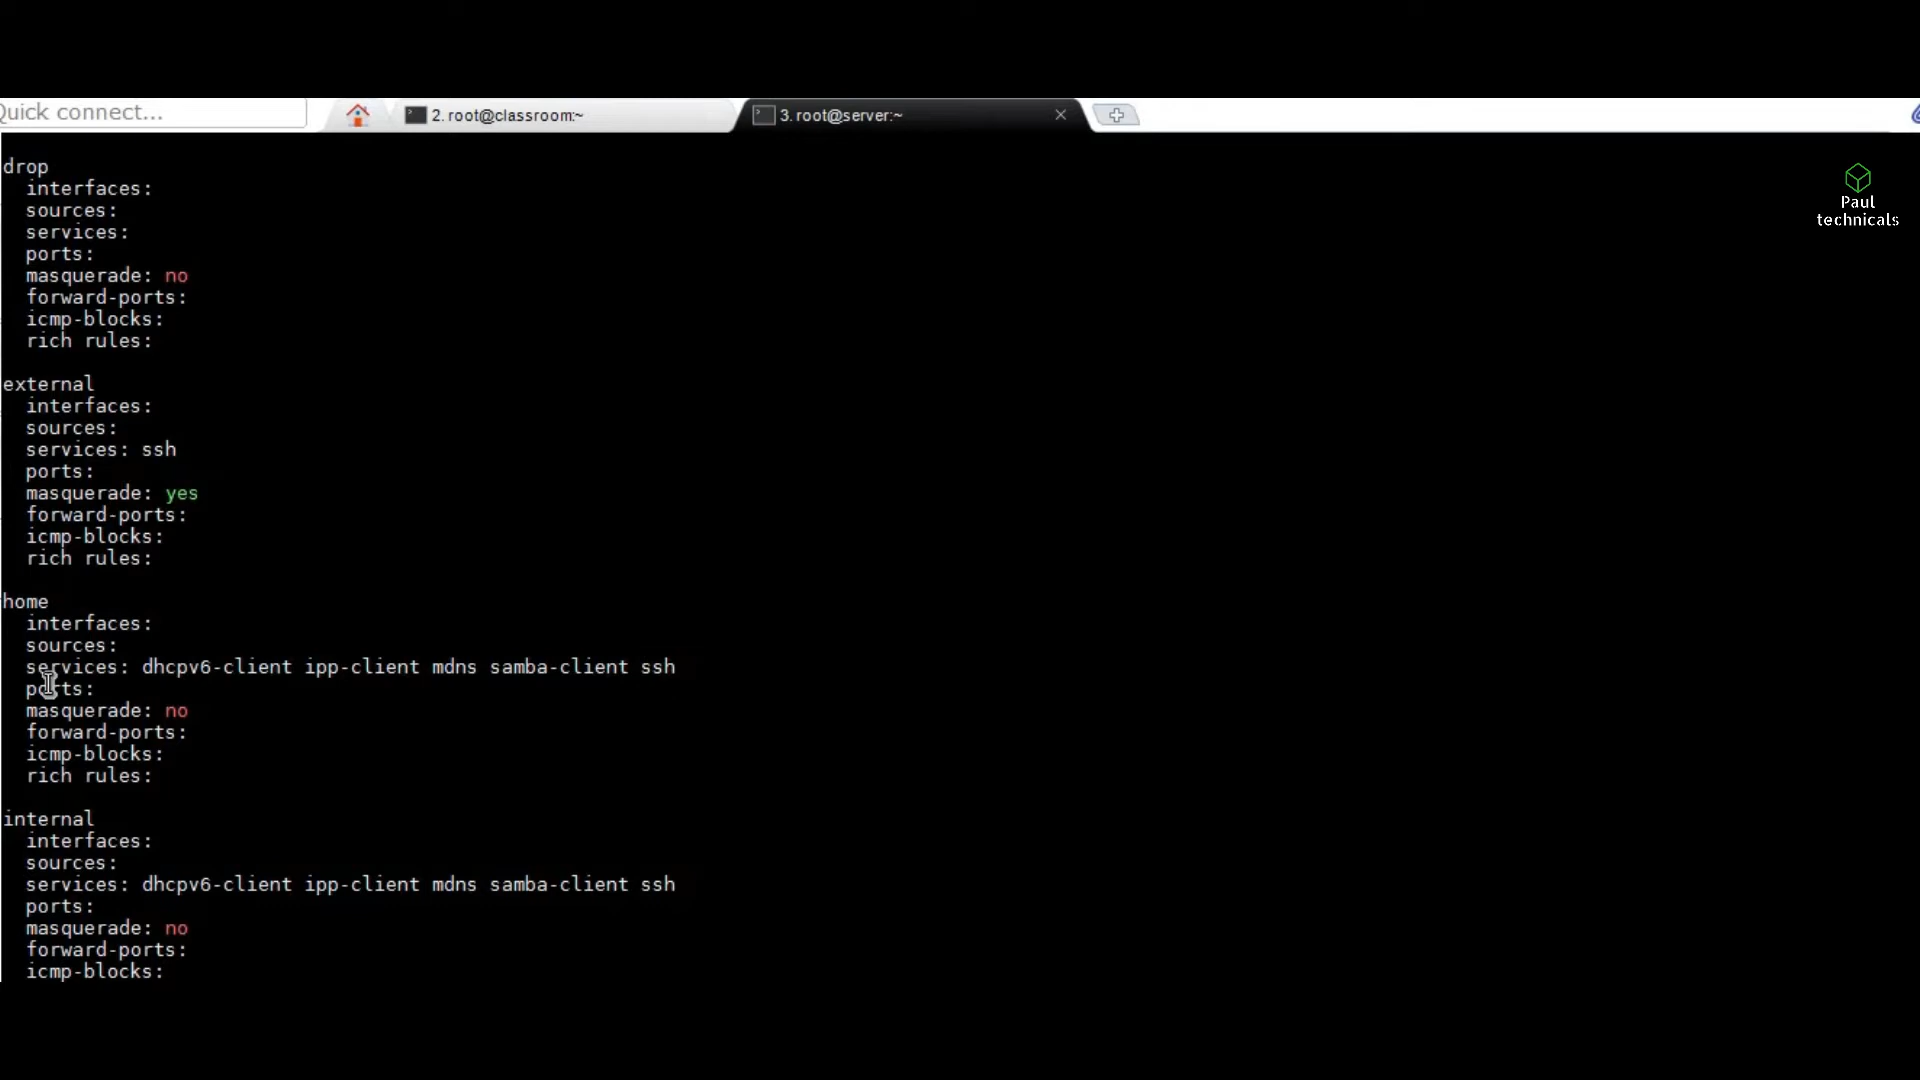 Quick connect...
2. root@classroom:~
3. root@server:~
Paul
technicals
drop
  interfaces:
  sources:
  services:
  ports:
  masquerade: no
  forward-ports:
  icmp-blocks:
  rich rules:
external
  interfaces:
  sources:
  services: ssh
  ports:
  masquerade: yes
  forward-ports:
  icmp-blocks:
  rich rules:
home
  interfaces:
  sources:
  services: dhcpv6-client ipp-client mdns samba-client ssh
  ports:
  masquerade: no
  forward-ports:
  icmp-blocks:
  rich rules:
internal
  interfaces:
  sources:
  services: dhcpv6-client ipp-client mdns samba-client ssh
  ports:
  masquerade: no
  forward-ports:
  icmp-blocks: